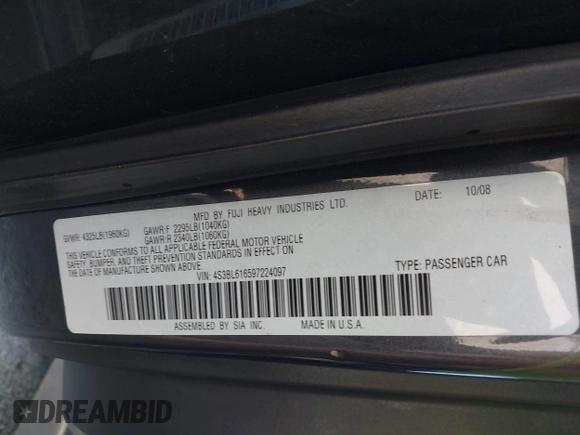 MFD BY FUJI HEAVY INDUSTRIES LTD. DATE: 10/08
GVWR: 4325LB(1960KG) GAWR:F 2295LB(1040KG)
GAWR:R 2340LB(1060KG)
THIS VEHICLE CONFORMS TO ALL APPLICABLE FEDERAL MOTOR VEHICLE
SAFETY, BUMPER, AND THEFT PREVENTION STANDARDS IN EFFECT ON
THE DATE OF MANUFACTURE SHOWN ABOVE.
VIN: 4S3BL616597224097 TYPE: PASSENGER CAR
ASSEMBLED BY SIA INC. MADE IN U.S.A.
DREAMBID